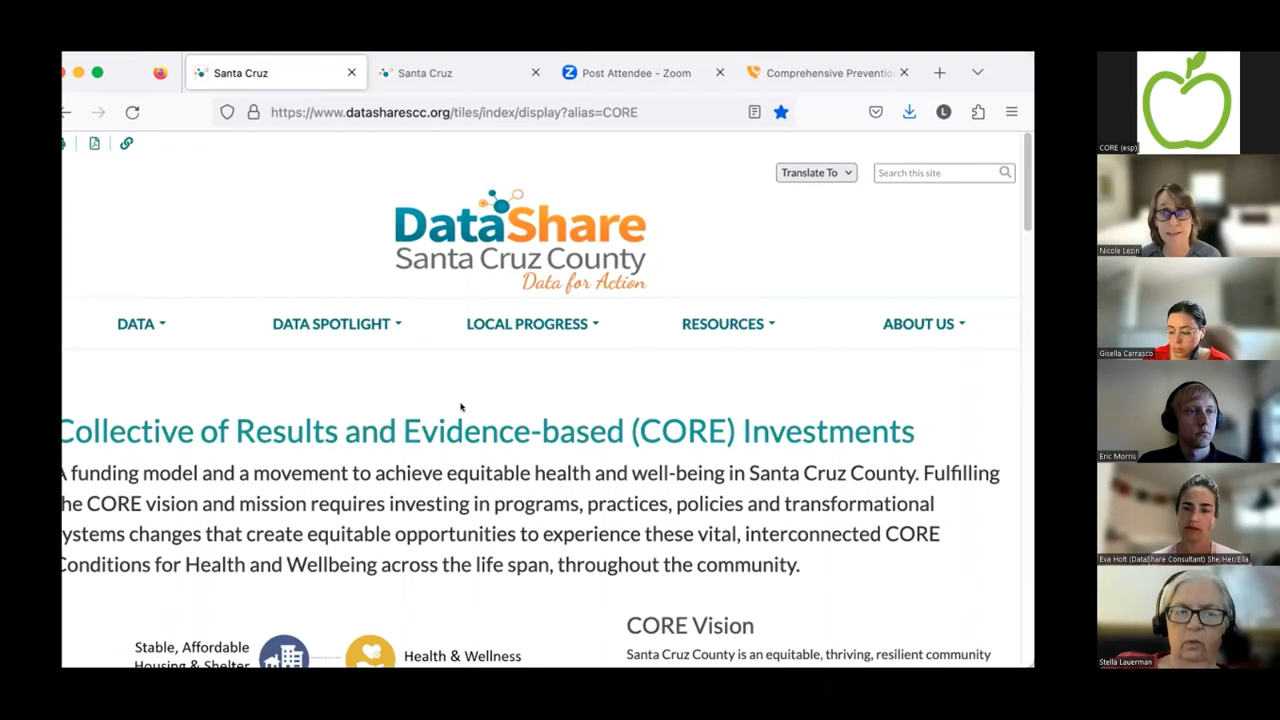 Santa Cruz
Santa Cruz
Post Attendee - Zoom
Comprehensive Preventio
https://www.datasharescc.org/tiles/index/display?alias=CORE
L
Translate To
Search this site
DataShare
Santa Cruz County
Data for Action
DATA
DATA SPOTLIGHT
LOCAL PROGRESS
RESOURCES
ABOUT US
Collective of Results and Evidence-based (CORE) Investments
A funding model and a movement to achieve equitable health and well-being in Santa Cruz County. Fulfilling
he CORE vision and mission requires investing in programs, practices, policies and transformational
ystems changes that create equitable opportunities to experience these vital, interconnected CORE
Conditions for Health and Wellbeing across the life span, throughout the community.
Stable, Affordable
Housing & Shelter
Health & Wellness
CORE Vision
Santa Cruz County is an equitable, thriving, resilient community
CORE (esp)
Nicole Lezin
Gisella Carrasco
Eric Morris
Eva Holt (DataShare Consultant) She/Her/Ella
Stella Lauerman